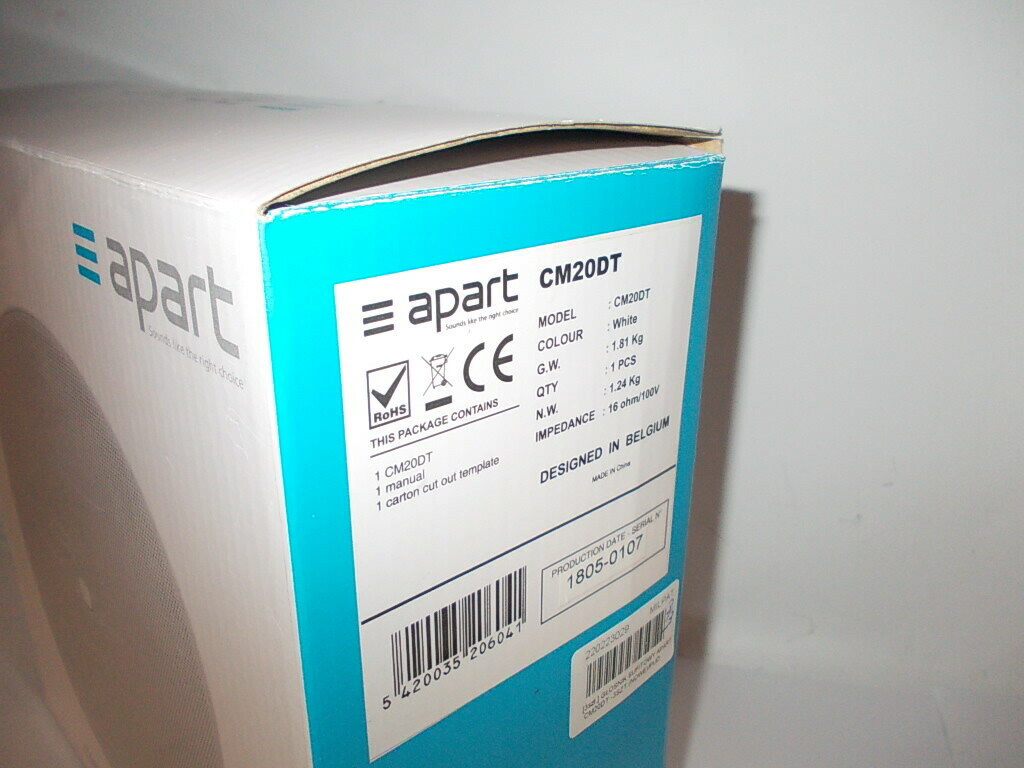 apart
Sounds like the right choice
apart
Sounds like the right choice
RoHS
CE
THIS PACKAGE CONTAINS
1 CM20DT
1 manual
1 carton cut out template
CM20DT
MODEL : CM20DT
COLOUR : White
G.W. : 1.81 Kg
QTY : 1 PCS
N.W. : 1.24 Kg
IMPEDANCE : 16 ohm/100V
DESIGNED IN BELGIUM
MADE IN China
PRODUCTION DATE - SERIAL N°
1805-0107
5 420035 206041
220223029